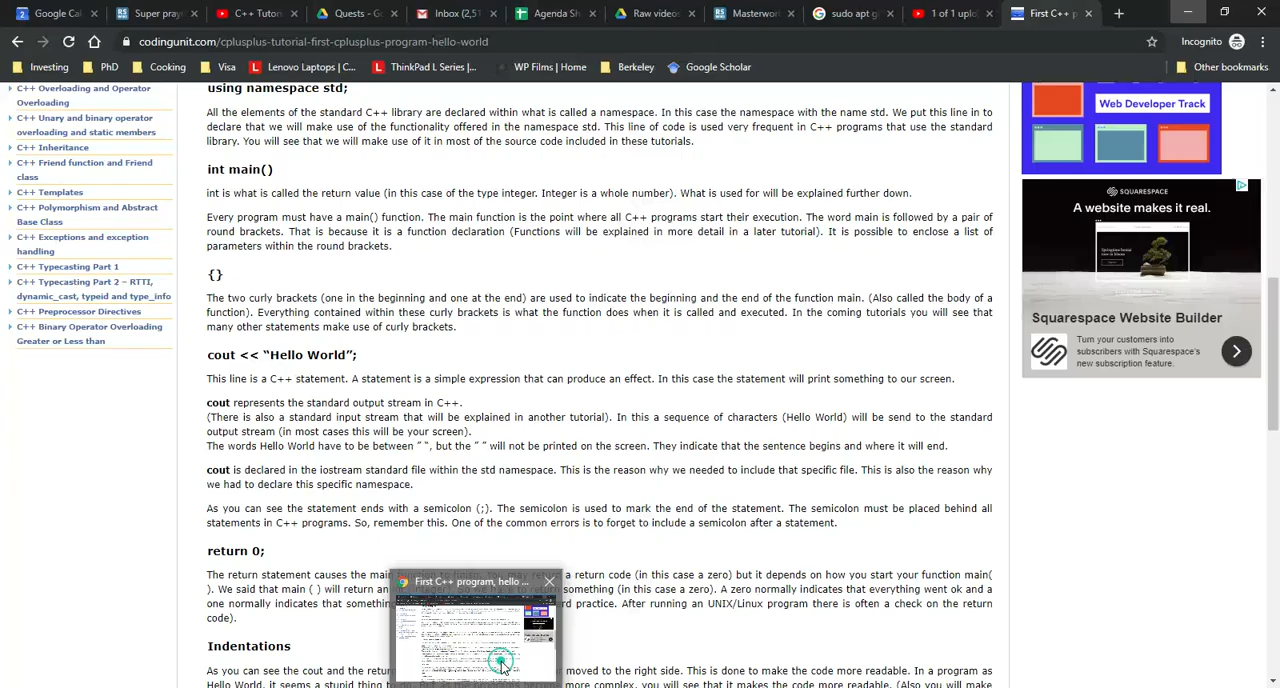 Google Cal
Super pray
C++ Tutor
Quests - Go
Inbox (2,51
Agenda Sh
Raw videos
Masterwor
sudo apt g
1 of 1 uplo
First C++ p
codingunit.com/cplusplus-tutorial-first-cplusplus-program-hello-world
Incognito
Investing
PhD
Cooking
Visa
Lenovo Laptops | C...
ThinkPad L Series |...
WP Films | Home
Berkeley
Google Scholar
Other bookmarks
C++ Overloading and Operator
Overloading
C++ Unary and binary operator
overloading and static members
C++ Inheritance
C++ Friend function and Friend
class
C++ Templates
C++ Polymorphism and Abstract
Base Class
C++ Exceptions and exception
handling
C++ Typecasting Part 1
C++ Typecasting Part 2 – RTTI,
dynamic_cast, typeid and type_info
C++ Preprocessor Directives
C++ Binary Operator Overloading
Greater or Less than
using namespace std;
All the elements of the standard C++ library are declared within what is called a namespace. In this case the namespace with the name std. We put this line in to
declare that we will make use of the functionality offered in the namespace std. This line of code is used very frequent in C++ programs that use the standard
library. You will see that we will make use of it in most of the source code included in these tutorials.
int main()
int is what is called the return value (in this case of the type integer. Integer is a whole number). What is used for will be explained further down.
Every program must have a main() function. The main function is the point where all C++ programs start their execution. The word main is followed by a pair of
round brackets. That is because it is a function declaration (Functions will be explained in more detail in a later tutorial). It is possible to enclose a list of
parameters within the round brackets.
{}
The two curly brackets (one in the beginning and one at the end) are used to indicate the beginning and the end of the function main. (Also called the body of a
function). Everything contained within these curly brackets is what the function does when it is called and executed. In the coming tutorials you will see that
many other statements make use of curly brackets.
cout << “Hello World”;
This line is a C++ statement. A statement is a simple expression that can produce an effect. In this case the statement will print something to our screen.
cout represents the standard output stream in C++.
(There is also a standard input stream that will be explained in another tutorial). In this a sequence of characters (Hello World) will be send to the standard
output stream (in most cases this will be your screen).
The words Hello World have to be between ” “, but the ” ” will not be printed on the screen. They indicate that the sentence begins and where it will end.
cout is declared in the iostream standard file within the std namespace. This is the reason why we needed to include that specific file. This is also the reason why
we had to declare this specific namespace.
As you can see the statement ends with a semicolon (;). The semicolon is used to mark the end of the statement. The semicolon must be placed behind all
statements in C++ programs. So, remember this. One of the common errors is to forget to include a semicolon after a statement.
return 0;
The return statement causes the main a return code (in this case a zero) but it depends on how you start your function main(
). We said that main ( ) will return an something (in this case a zero). A zero normally indicates that everything went ok and a
one normally indicates that somethin rd practice. After running an UNIX/Linux program there is often a check on the return
code).
Indentations
As you can see the cout and the retur moved to the right side. This is done to make the code more readable. In a program as
Hello World, it seems a stupid thing more complex, you will see that it makes the code more readable. (Also you will make
First C++ program, hello ...
Web Developer Track
SQUARESPACE
A website makes it real.
Squarespace Website Builder
Turn your customers into
subscribers with Squarespace's
new subscription feature.